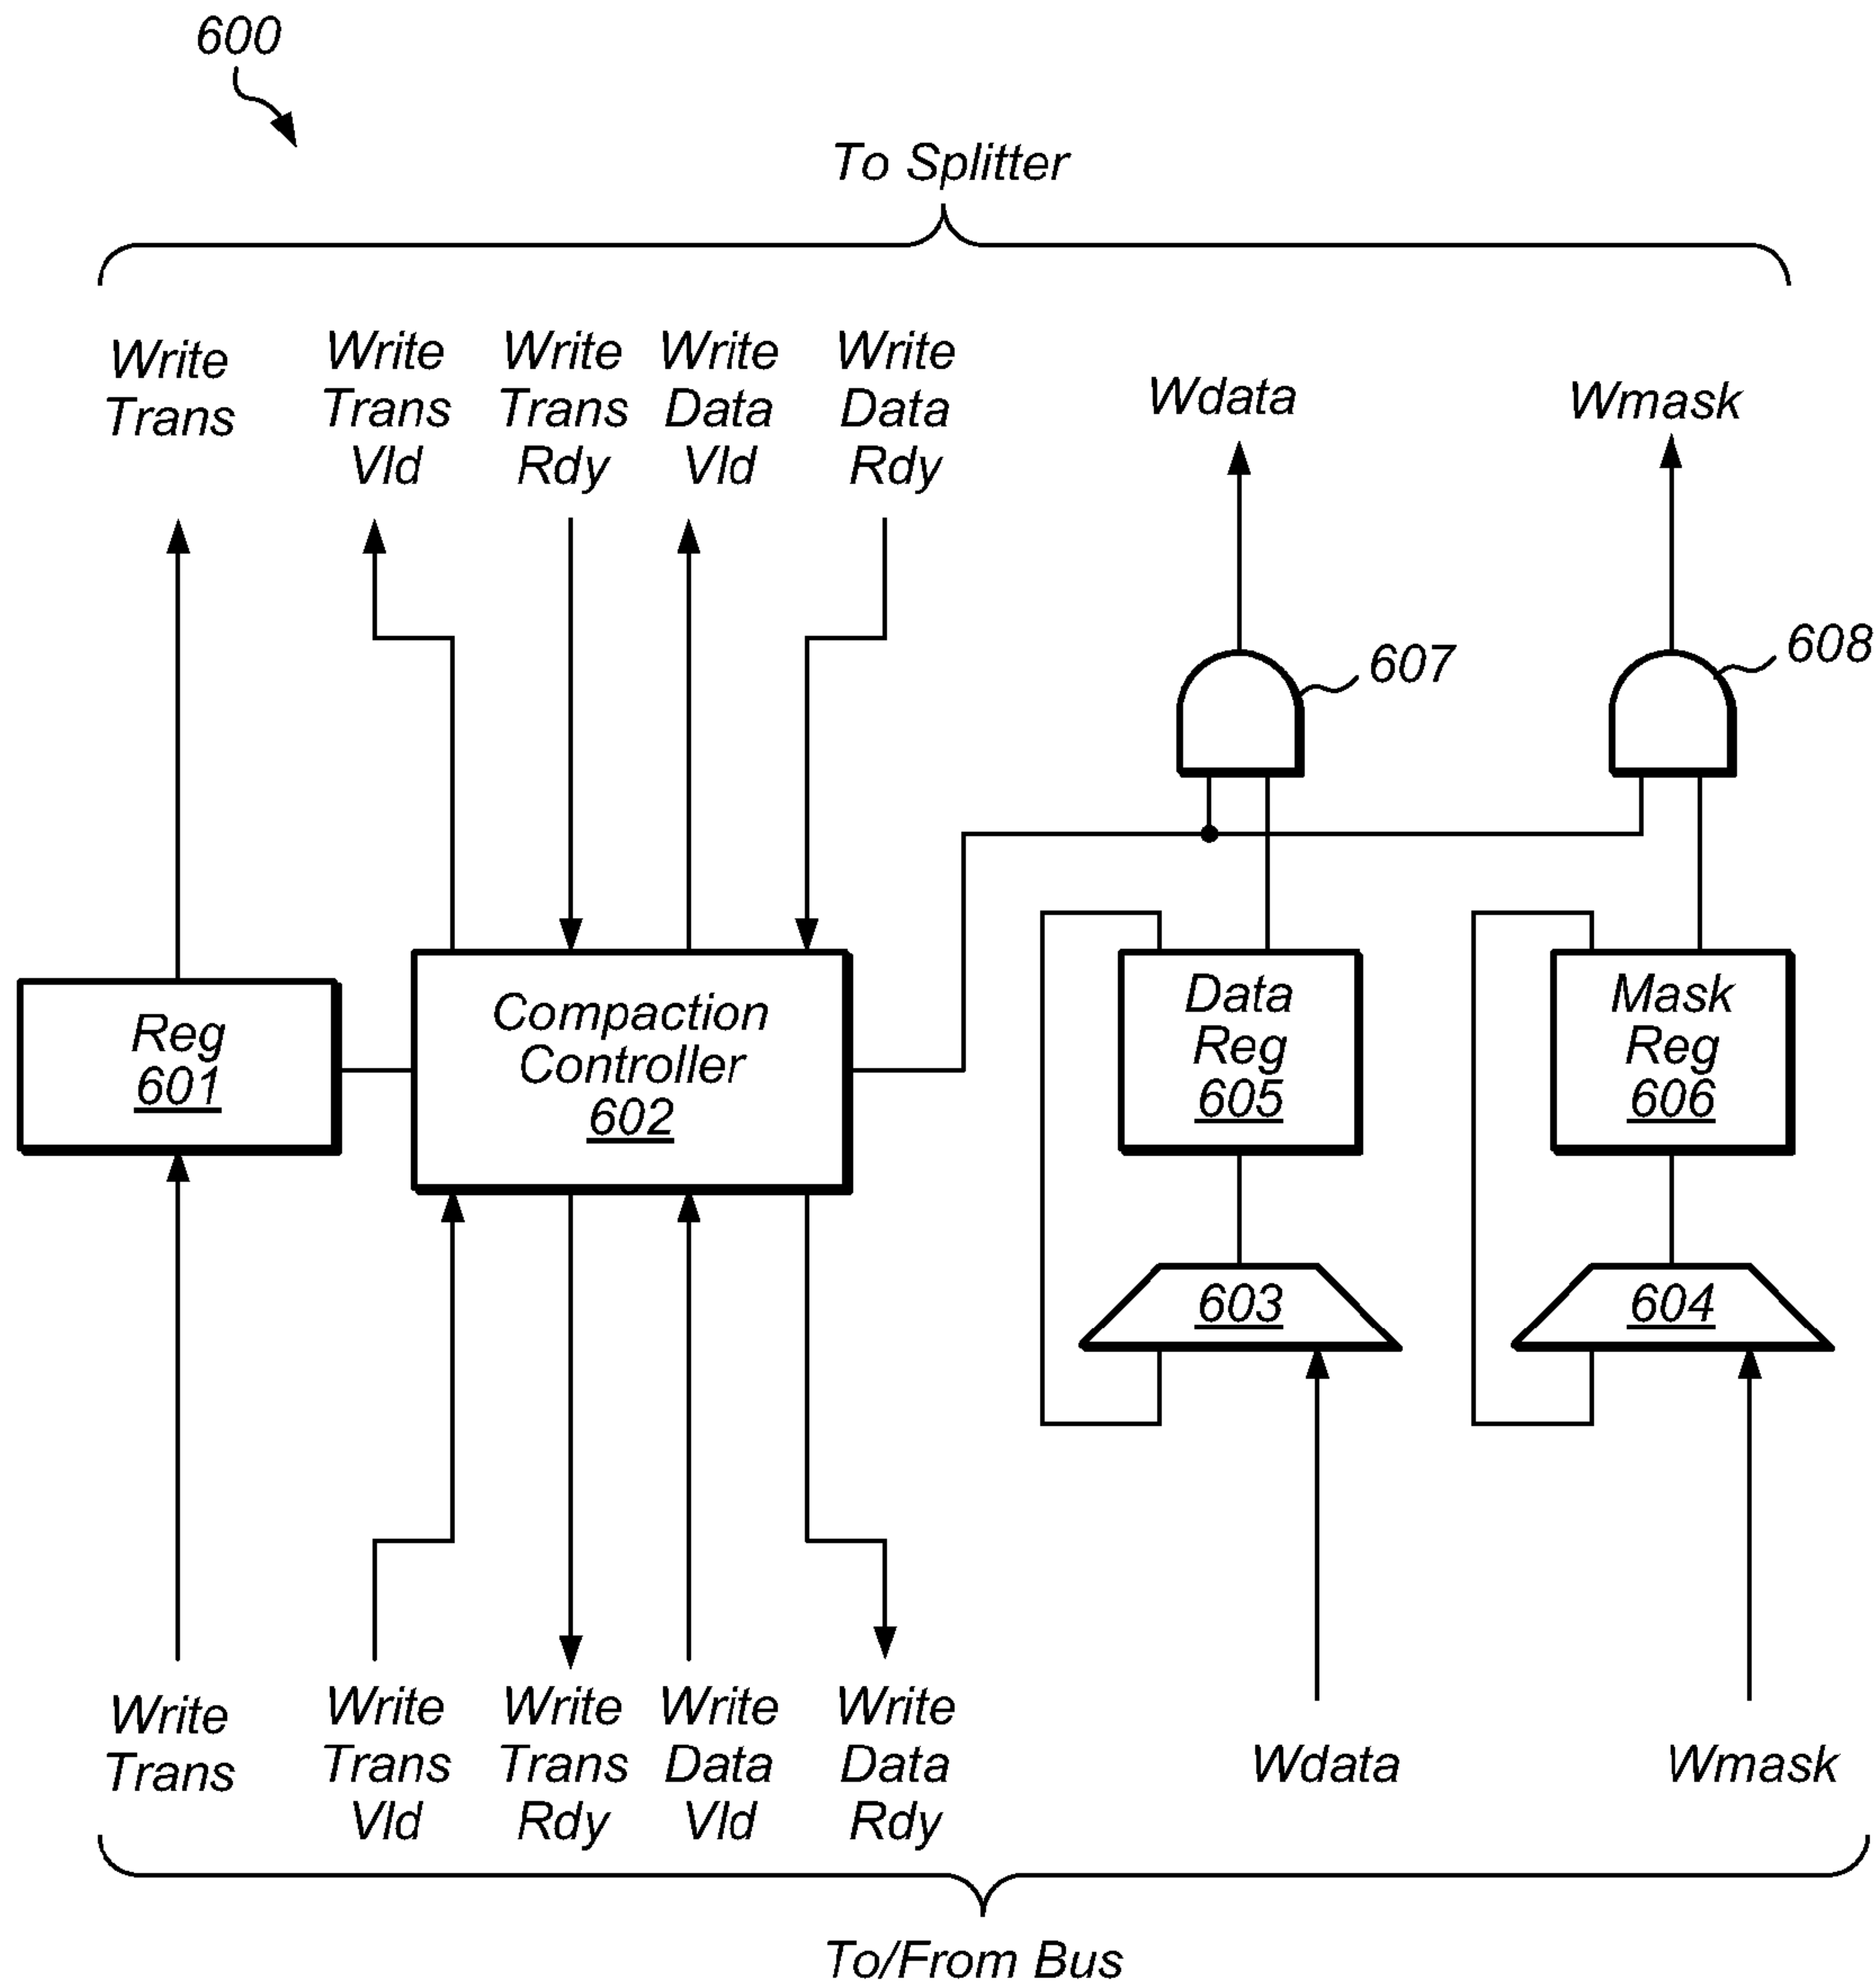 600
To Splitter
Write
Trans
Write
Trans
Vld
Write
Trans
Rdy
Write
Data
Vld
Write
Data
Rdy
Wdata
Wmask
607
608
Reg
601
Compaction
Controller
602
Data
Reg
605
Mask
Reg
606
603
604
Write
Trans
Write
Trans
Vld
Write
Trans
Rdy
Write
Data
Vld
Write
Data
Rdy
Wdata
Wmask
To/From Bus